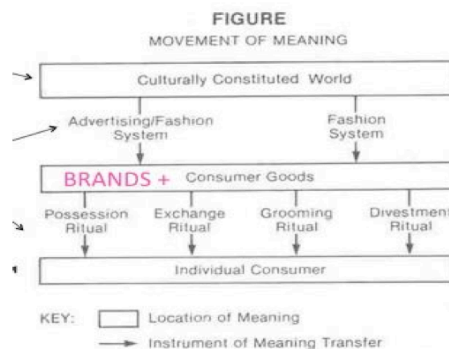 FIGURE
MOVEMENT OF MEANING
Culturally Constituted World
Advertising/Fashion System
Fashion System
BRANDS + Consumer Goods
Possession Ritual
Exchange Ritual
Grooming Ritual
Divestment Ritual
Individual Consumer
KEY:
Location of Meaning
Instrument of Meaning Transfer